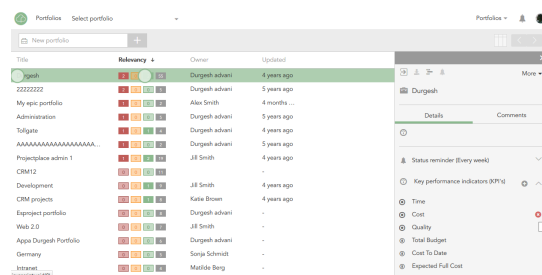 Portfolios Select portfolio Portfolios
New portfolio
Title Relevancy ↓ Owner Updated
Durgesh advani 4 years ago
22222222 Durgesh advani 5 years ago
My epic portfolio Alex Smith 4 months ...
Administration Durgesh advani 5 years ago
Tollgate Durgesh advani 4 years ago
AAAAAAAAAAAAAAAAAAA... Durgesh advani 5 years ago
Projectplace admin 1 Jill Smith 4 years ago
CRM12 -
Development Jill Smith 4 years ago
CRM projects Katie Brown 4 years ago
Esproject portfolio Durgesh advani -
Web 2.0 Jill Smith -
Appa Durgesh Portfolio Durgesh advani -
Germany Sonja Schmidt -
Intranet Matilde Berg -
More
Durgesh
Details Comments
Status reminder (Every week)
Key performance indicators (KPI's)
Time
Cost
Quality
Total Budget
Cost To Date
Expected Full Cost